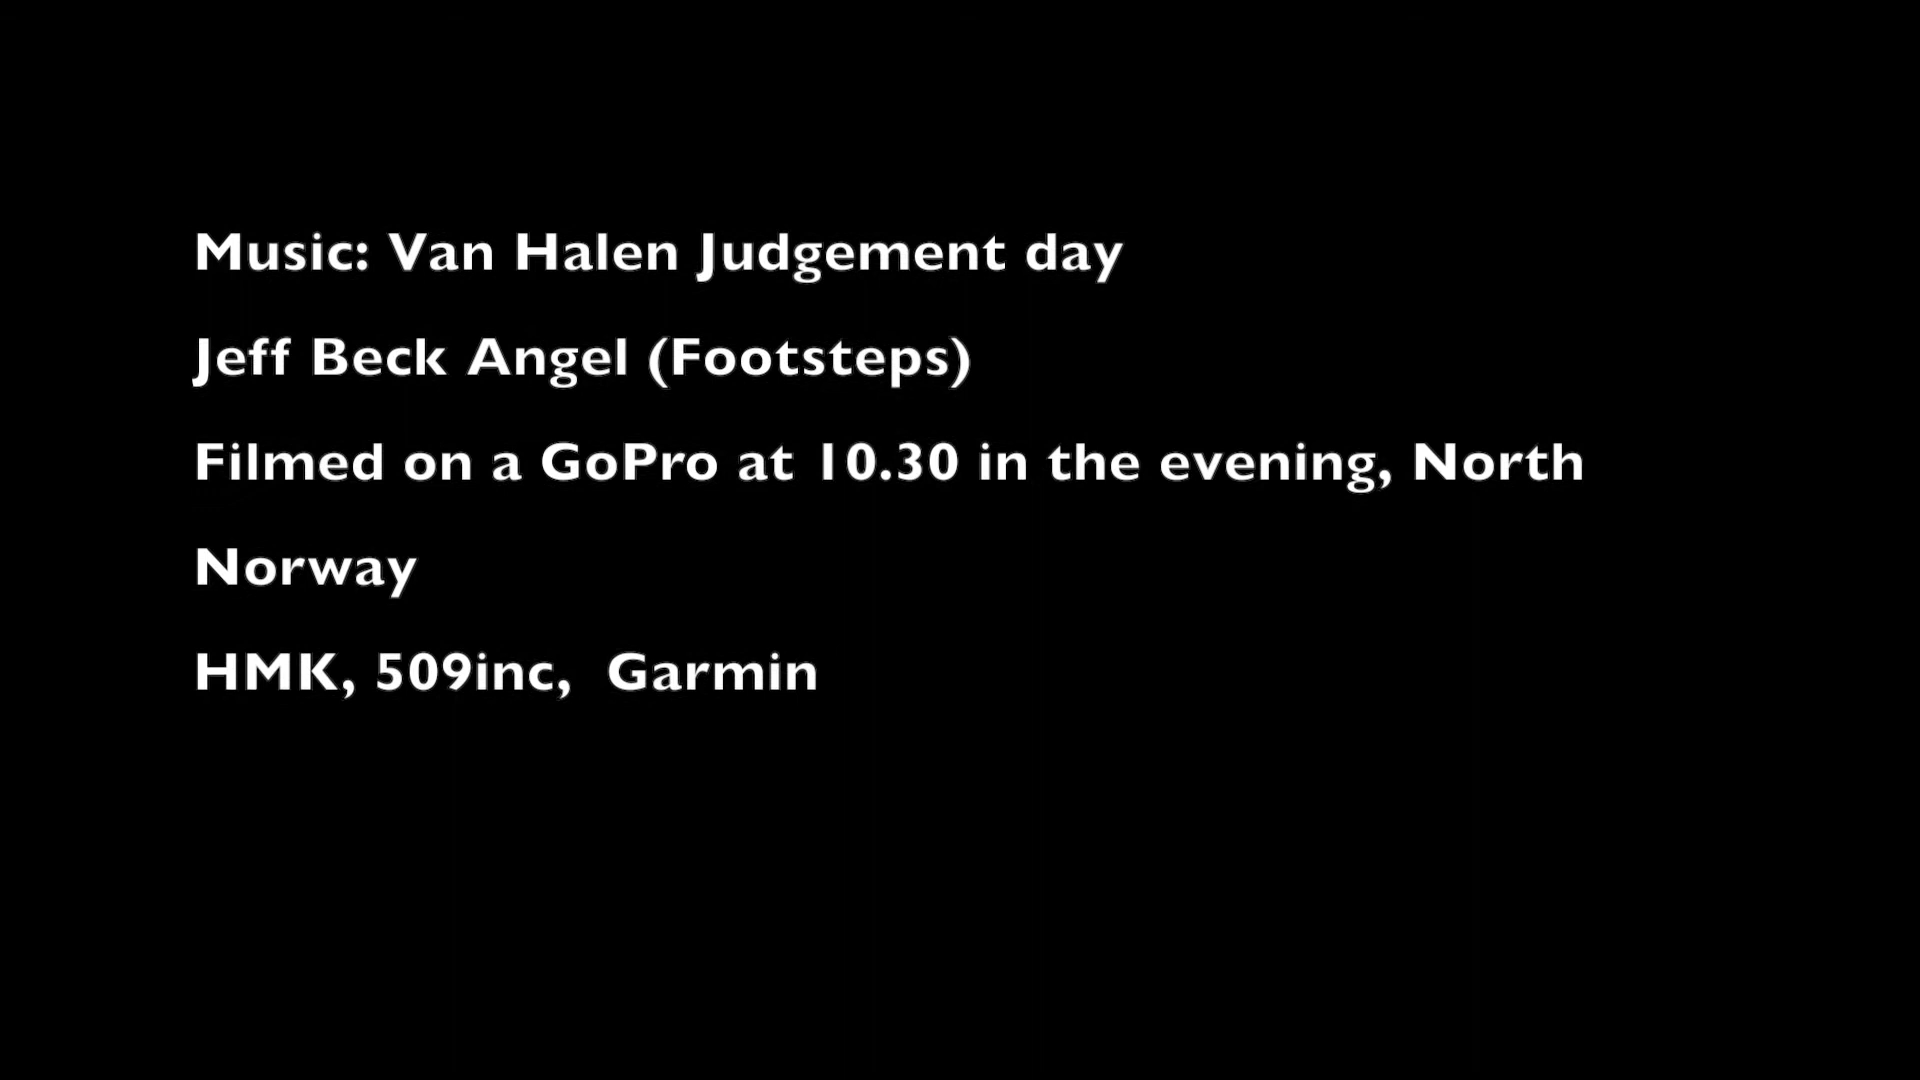 Music: Van Halen Judgement day
Jeff Beck Angel (Footsteps)
Filmed on a GoPro at 10.30 in the evening, North
Norway
HMK, 509inc,  Garmin